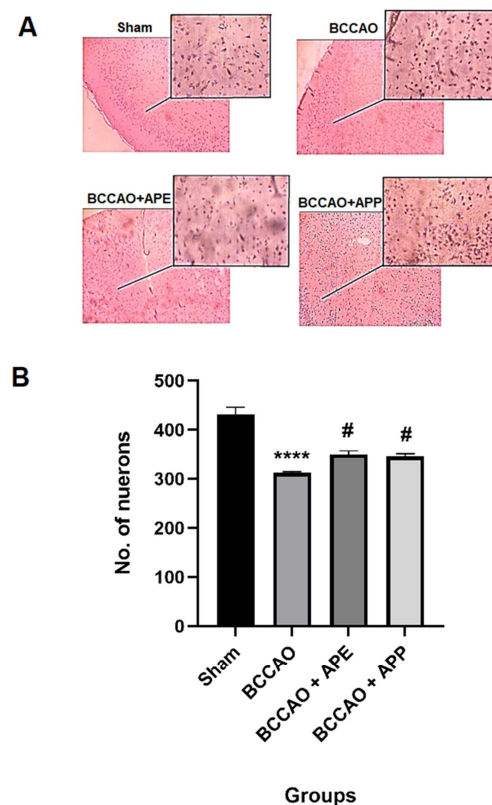 A
Sham
BCCAO
BCCAO+APE
BCCAO+APP
B
No. of nuerons
500
400
300
200
100
0
****
#
#
Sham
BCCAO
BCCAO + APE
BCCAO + APP
Groups